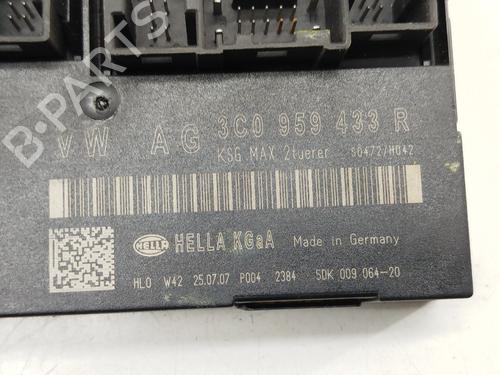 B-PARTS
VW AG 3C0 959 433 R
KSG MAX 2tuerer S0472/H042
HELLA HELLA KGaA Made in Germany
HLO W42 25.07.07 P004 2384 5DK 009 064-20